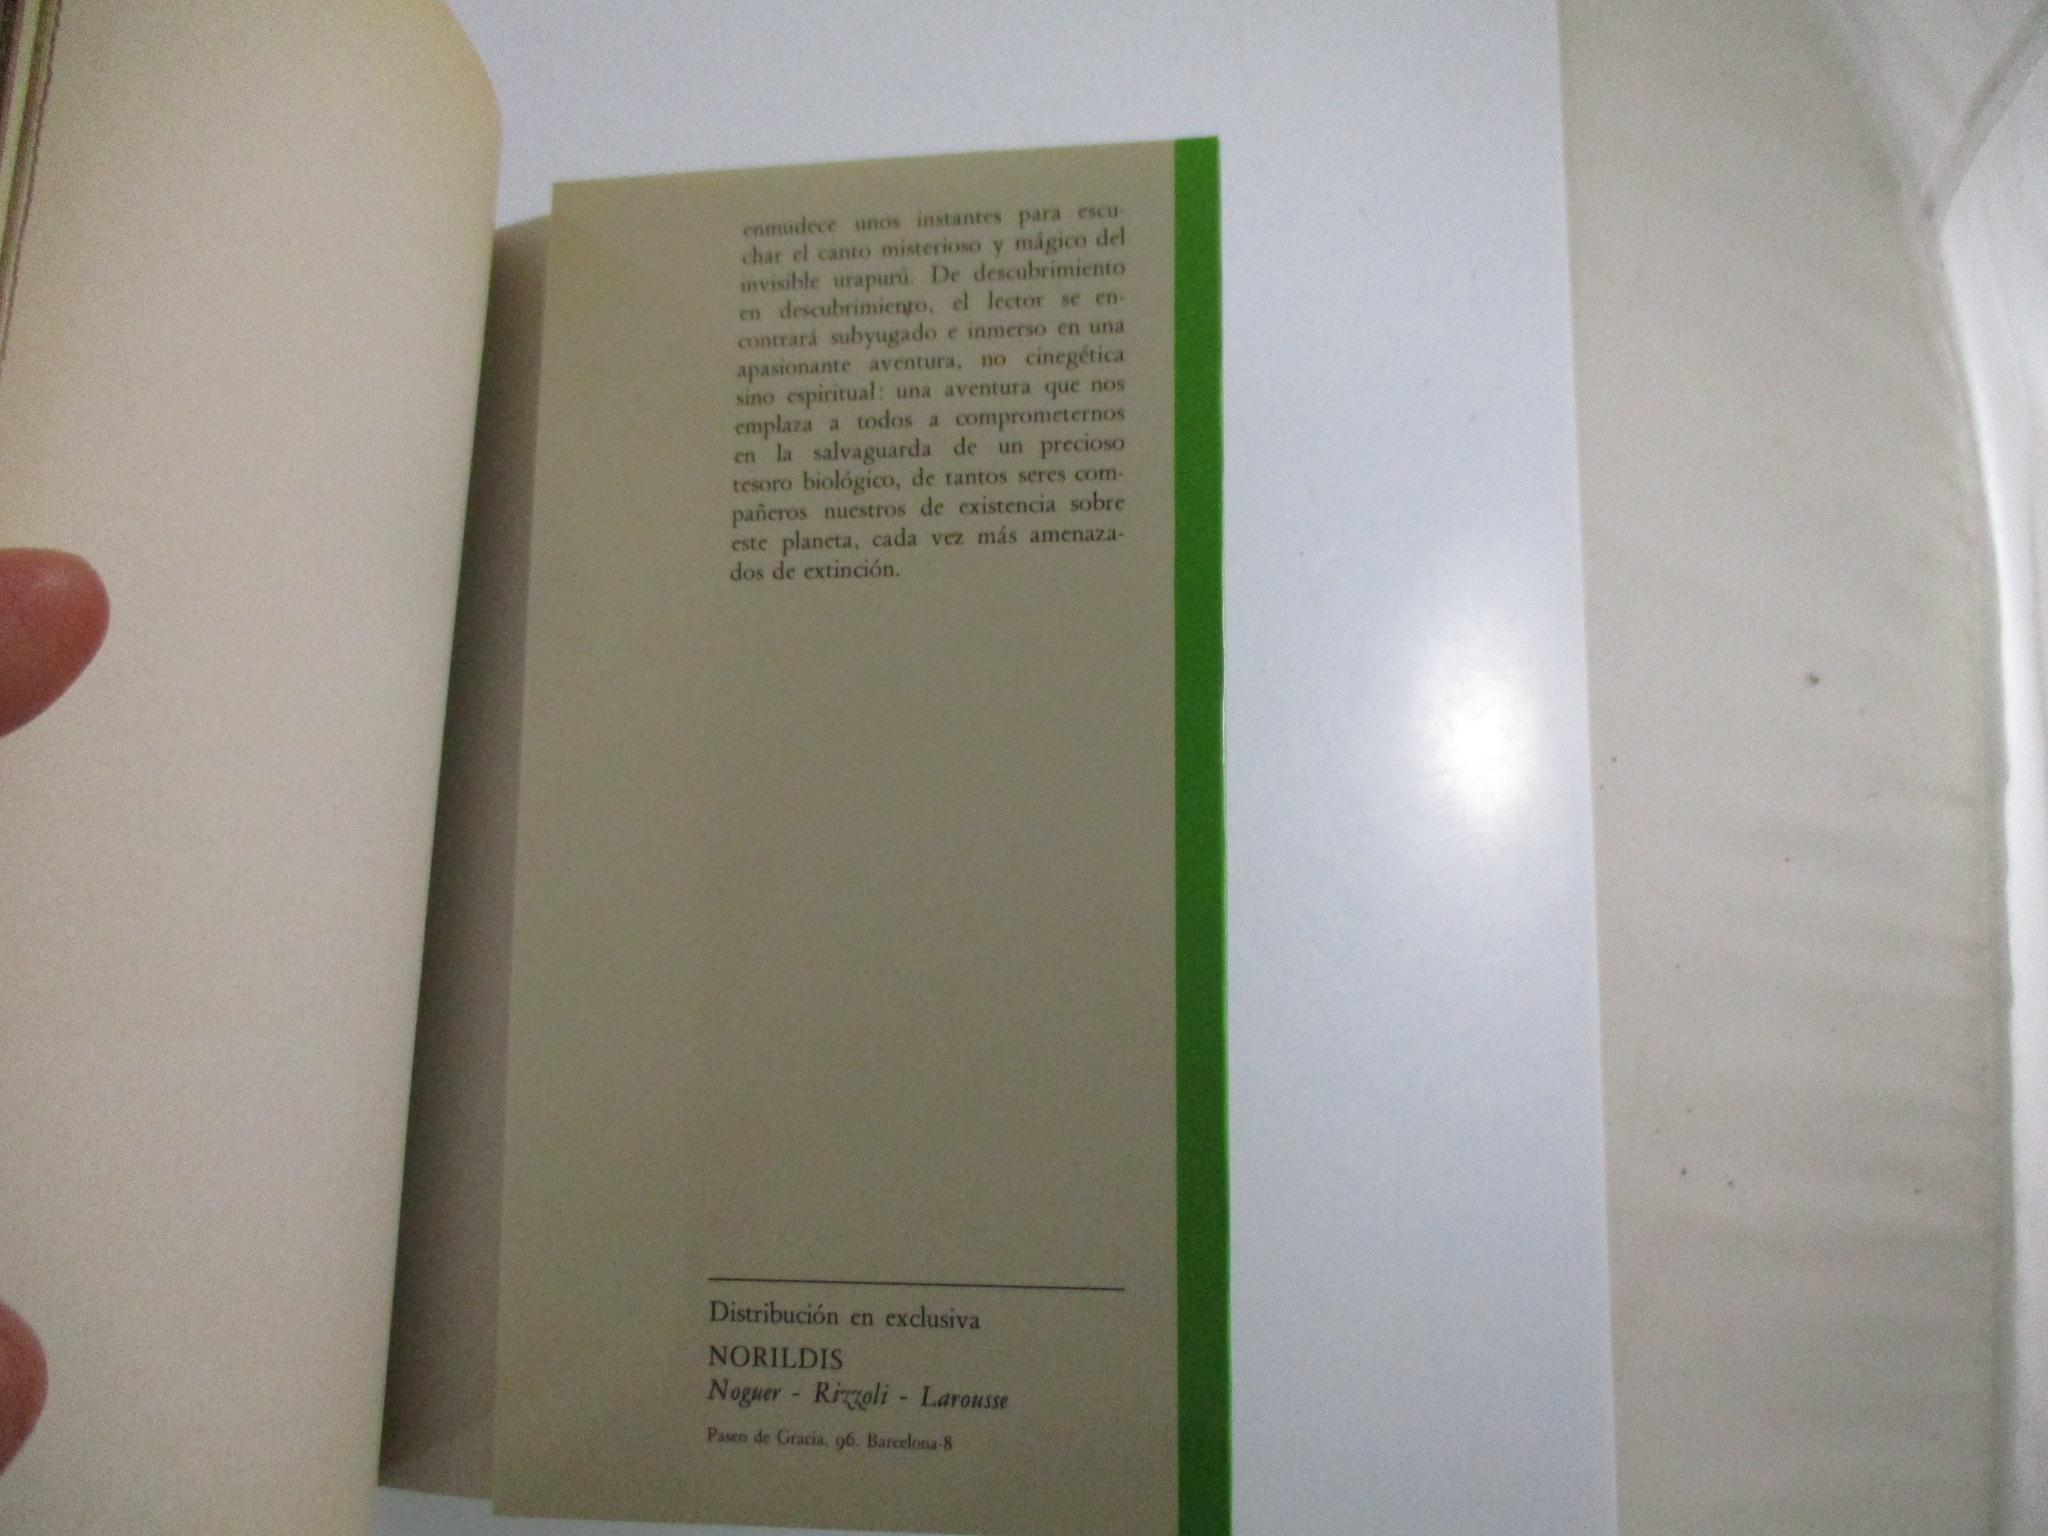 enmudece unos instantes para escu-
char el canto misterioso y mágico del
invisible urapurú. De descubrimiento
en descubrimiento, el lector se en-
contrará subyugado e inmerso en una
apasionante aventura, no cinegética
sino espiritual: una aventura que nos
emplaza a todos a comprometernos
en la salvaguarda de un precioso
tesoro biológico, de tantos seres com-
pañeros nuestros de existencia sobre
este planeta, cada vez más amenaza-
dos de extinción.
Distribución en exclusiva
NORILDIS
Noguer - Rizzoli - Larousse
Paseo de Gracia, 96. Barcelona-8